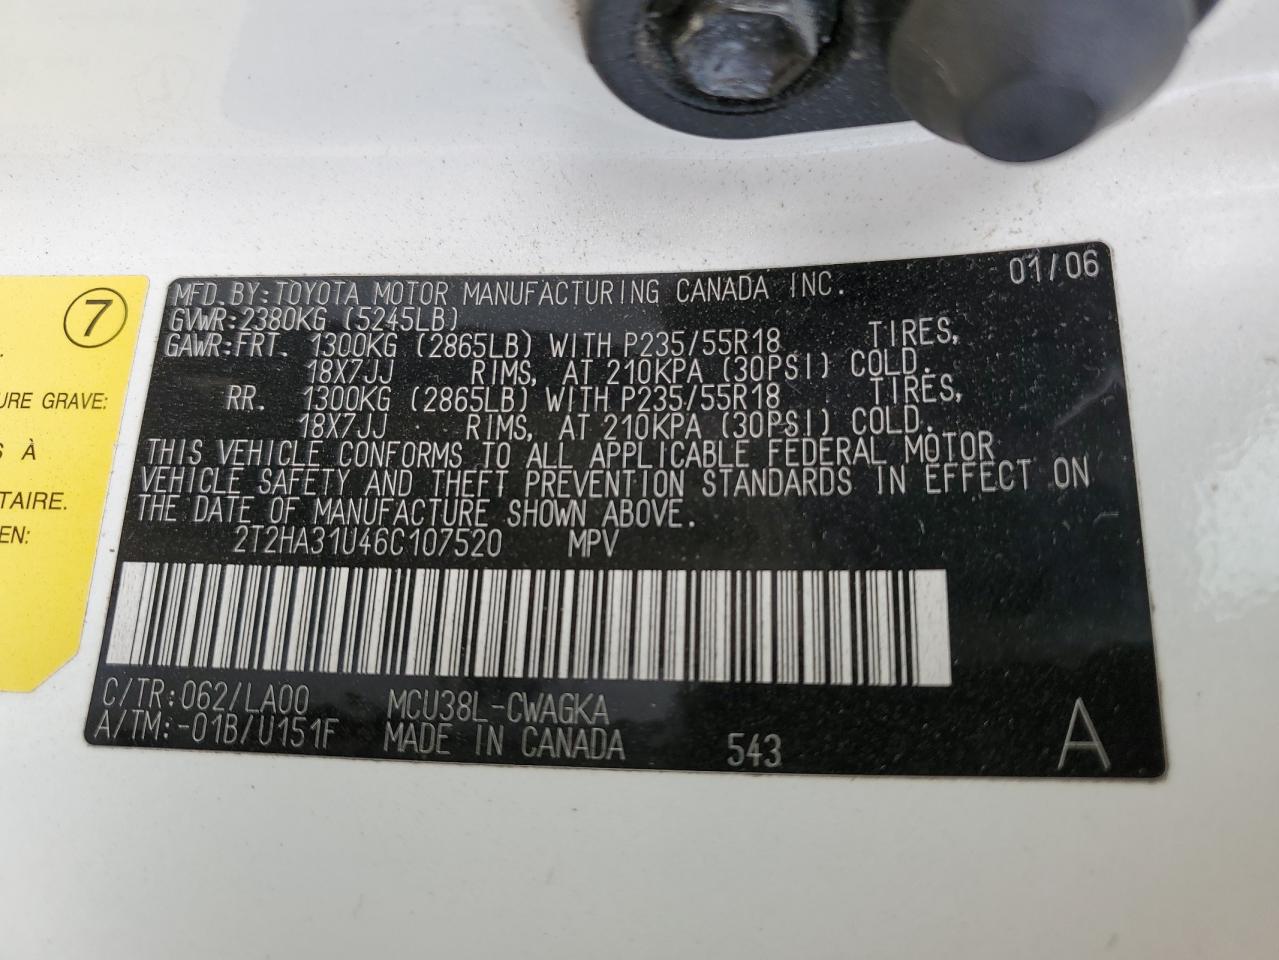 7
.
URE GRAVE:
S À
TAIRE.
EN:
MFD.BY:TOYOTA MOTOR MANUFACTURING CANADA INC. 01/06
GVWR:2380KG (5245LB)
GAWR:FRT. 1300KG (2865LB) WITH P235/55R18 TIRES,
18X7JJ RIMS, AT 210KPA (30PSI) COLD.
RR. 1300KG (2865LB) WITH P235/55R18 TIRES,
18X7JJ RIMS, AT 210KPA (30PSI) COLD.
THIS VEHICLE CONFORMS TO ALL APPLICABLE FEDERAL MOTOR
VEHICLE SAFETY AND THEFT PREVENTION STANDARDS IN EFFECT ON
THE DATE OF MANUFACTURE SHOWN ABOVE.
2T2HA31U46C107520 MPV
C/TR:062/LA00 MCU38L-CWAGKA
A/TM:-01B/U151F MADE IN CANADA 543 A